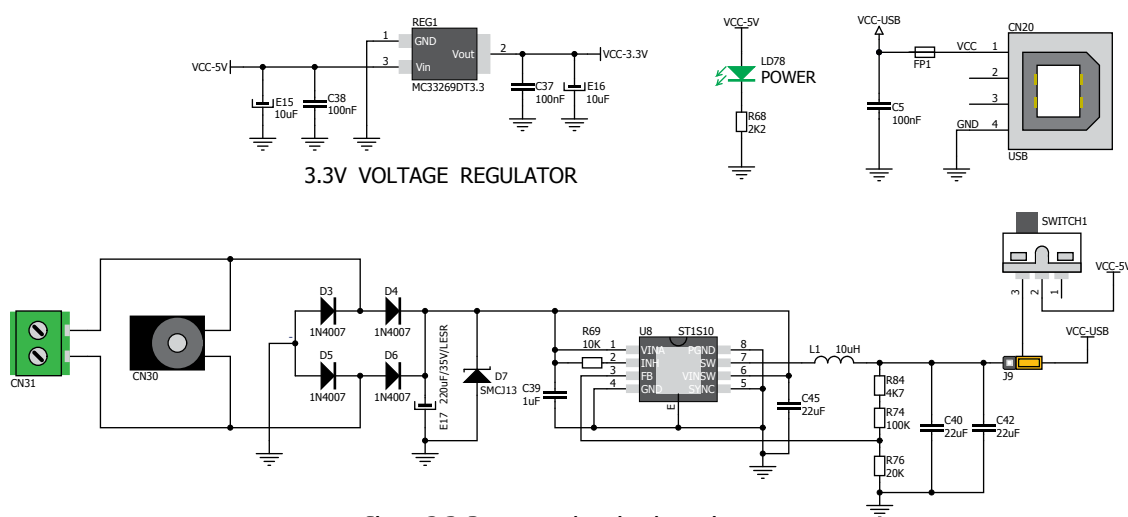 REG1
1
GND
Vout
2
VCC-3.3V
VCC-5V
3
Vin
MC33269DT3.3
E15
10uF
C38
100nF
C37
100nF
E16
10uF
3.3V VOLTAGE REGULATOR
VCC-5V
LD78
POWER
R68
2K2
VCC-USB
CN20
VCC
1
FP1
2
3
C5
100nF
GND
4
USB
SWITCH1
VCC-5V
3
2
1
VCC-USB
CN31
CN30
-
D3
1N4007
D4
1N4007
D5
1N4007
D6
1N4007
E17 220uF/35V/LESR
D7
SMCJ13
R69
10K
C39
1uF
U8
ST1S10
1
VINA
PGND
8
2
INH
SW
7
3
FB
VINSW
6
4
GND
SYNC
5
E
L1
10uH
C45
22uF
R84
4K7
R74
100K
R76
20K
C40
22uF
C42
22uF
J9